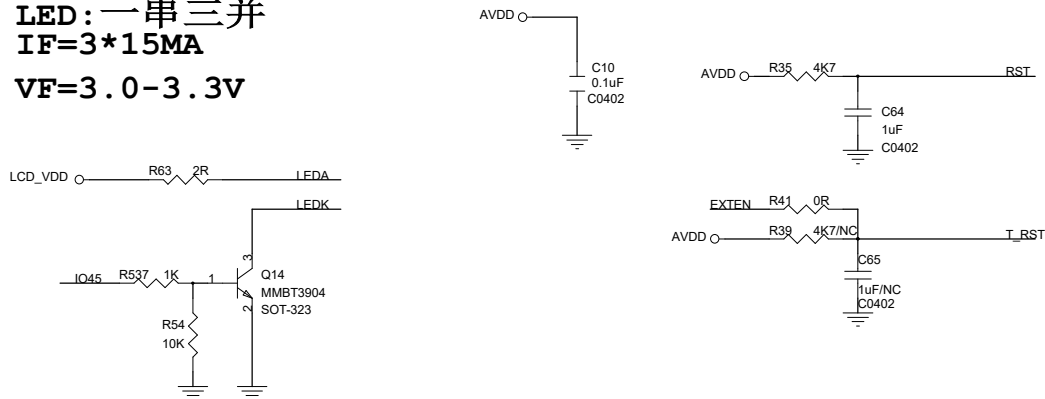 LED:一串三并
IF=3*15MA
VF=3.0-3.3V
AVDD
C10
0.1uF
C0402
AVDD
R35
4K7
RST
C64
1uF
C0402
LCD_VDD
R63
2R
LEDA
LEDK
EXTEN
R41
0R
AVDD
R39
4K7/NC
T_RST
C65
1uF/NC
C0402
IO45
R537
1K
1
3
2
Q14
MMBT3904
SOT-323
R54
10K